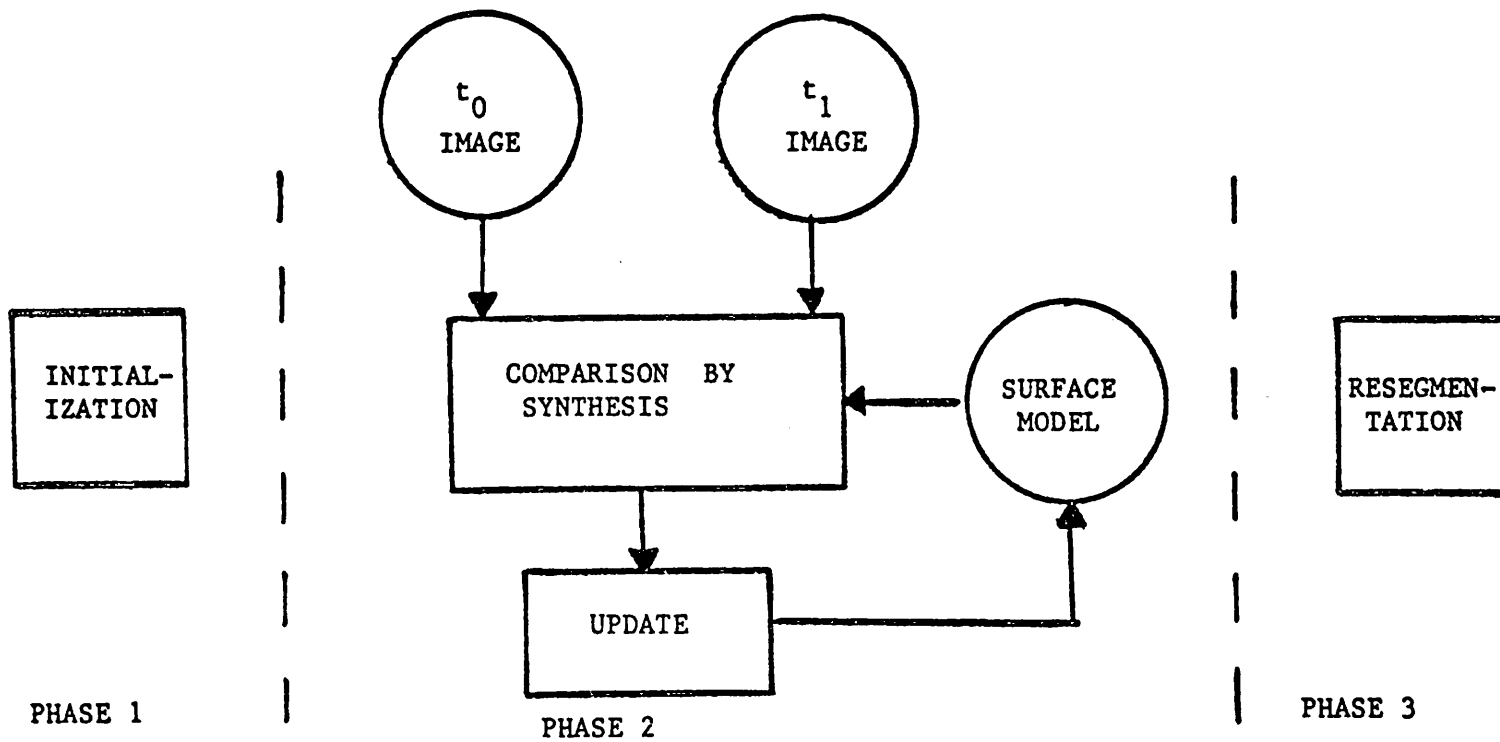 t0
IMAGE
t1
IMAGE
INITIAL-
IZATION
COMPARISON BY
SYNTHESIS
SURFACE
MODEL
RESEGMEN-
TATION
UPDATE
PHASE 1
PHASE 2
PHASE 3